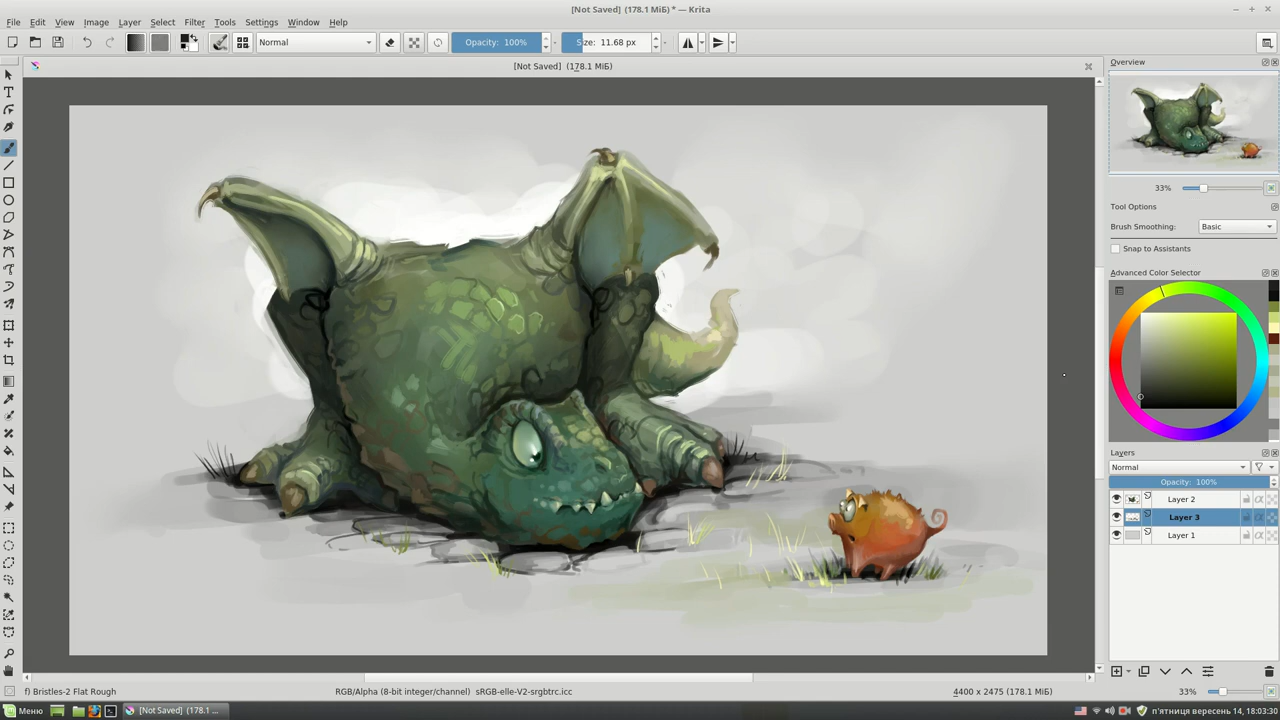 [Not Saved]  (178.1 МіБ) * — Krita
File Edit View Image Layer Select Filter Tools Settings Window Help
Normal
Opacity: 100%
Size: 11.68 px
[Not Saved]  (178.1 МіБ)
Overview
33%
Tool Options
Brush Smoothing: Basic
Snap to Assistants
Advanced Color Selector
Layers
Normal
Opacity: 100%
Layer 2
Layer 3
Layer 1
f) Bristles-2 Flat Rough
RGB/Alpha (8-bit integer/channel)  sRGB-elle-V2-srgbtrc.icc
4400 x 2475 (178.1 МіБ)
33%
Меню
[Not Saved]  (178.1 ...
п'ятниця вересень 14, 18:03:30